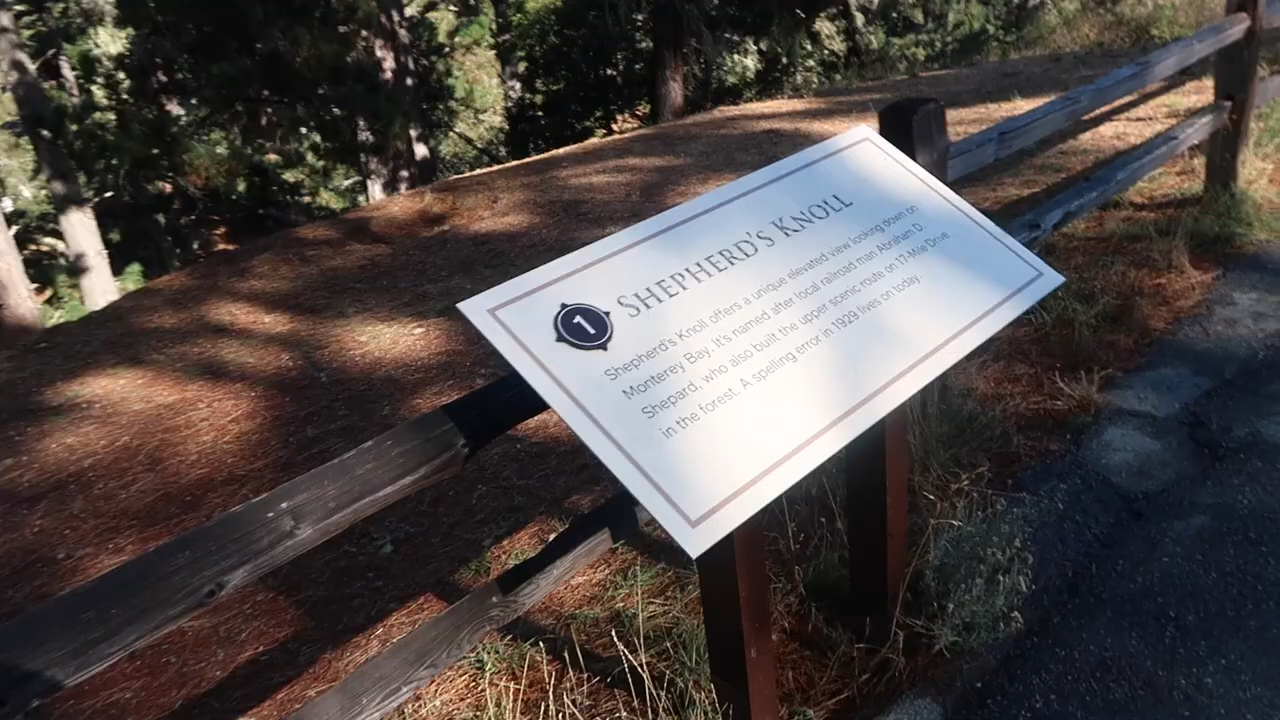 1
SHEPHERD'S KNOLL
Shepherd's Knoll offers a unique elevated view looking down on
Monterey Bay. It's named after local railroad man Abraham D.
Shepard, who also built the upper scenic route on 17-Mile Drive
in the forest. A spelling error in 1929 lives on today.